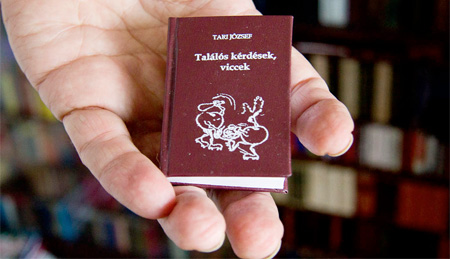 TARI JÓZSEF
Találós kérdések,
viccek